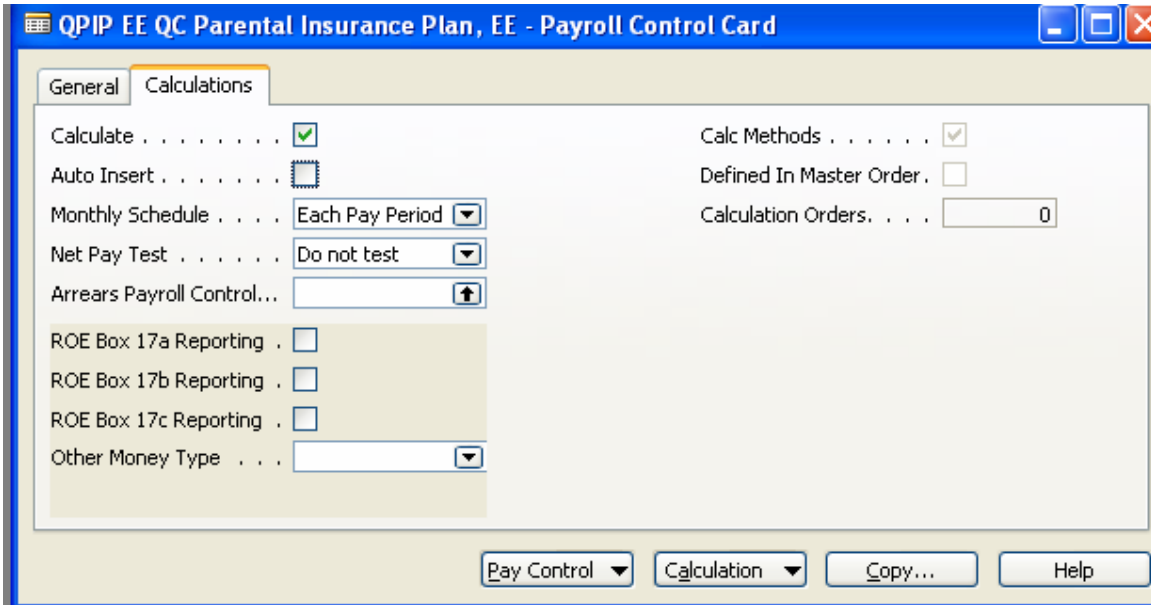 QPIP EE QC Parental Insurance Plan, EE - Payroll Control Card
General Calculations
Calculate . . . . . . . .
Auto Insert . . . . . . .
Monthly Schedule . . . . Each Pay Period
Net Pay Test . . . . . . Do not test
Arrears Payroll Control...
ROE Box 17a Reporting .
ROE Box 17b Reporting .
ROE Box 17c Reporting .
Other Money Type . . .
Calc Methods . . . . . .
Defined In Master Order .
Calculation Orders. . . . 0
Pay Control Calculation Copy... Help